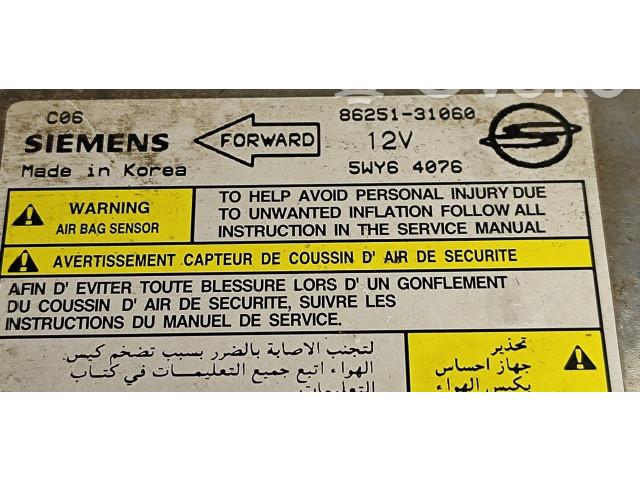 C06
SIEMENS
Made in Korea
FORWARD
86251-31060
12V
5WY6 4076
WARNING
AIR BAG SENSOR
TO HELP AVOID PERSONAL INJURY DUE
TO UNWANTED INFLATION FOLLOW ALL
INSTRUCTION IN THE SERVICE MANUAL
AVERTISSEMENT CAPTEUR DE COUSSIN D' AIR DE SECURITE
AFIN D' EVITER TOUTE BLESSURE LORS D' UN GONFLEMENT
DU COUSSIN D' AIR DE SECURITE, SUIVRE LES
INSTRUCTIONS DU MANUEL DE SERVICE.
تحذير
جهاز احساس
بكيس الهواء
لتجنب الاصابة بالضرر بسبب تضخم كيس
الهواء اتبع جميع التعليمات في كتاب
التعليمات